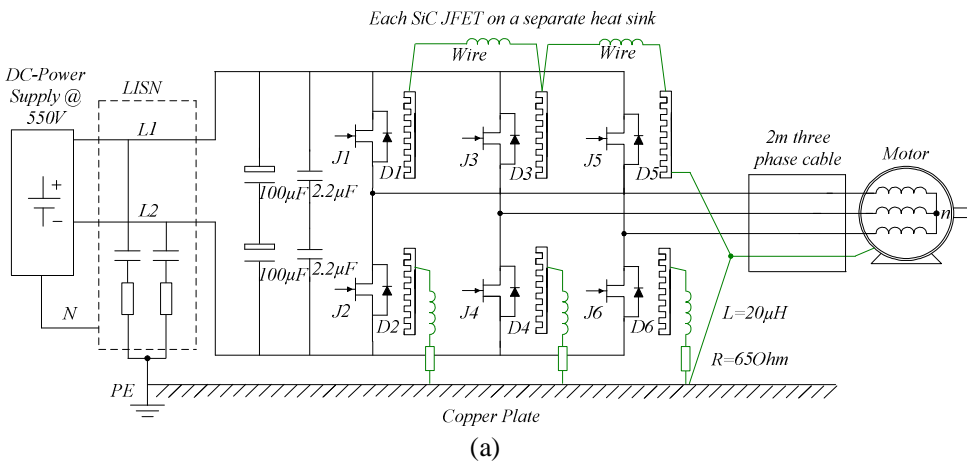 Each SiC JFET on a separate heat sink
Wire
Wire
DC-Power
Supply @
550V
LISN
L1
L2
N
PE
+
−
100µF
2.2µF
100µF
2.2µF
J1
D1
J3
D3
J5
D5
J2
D2
J4
D4
J6
D6
2m three
phase cable
Motor
n
L=20µH
R=65Ohm
Copper Plate
(a)